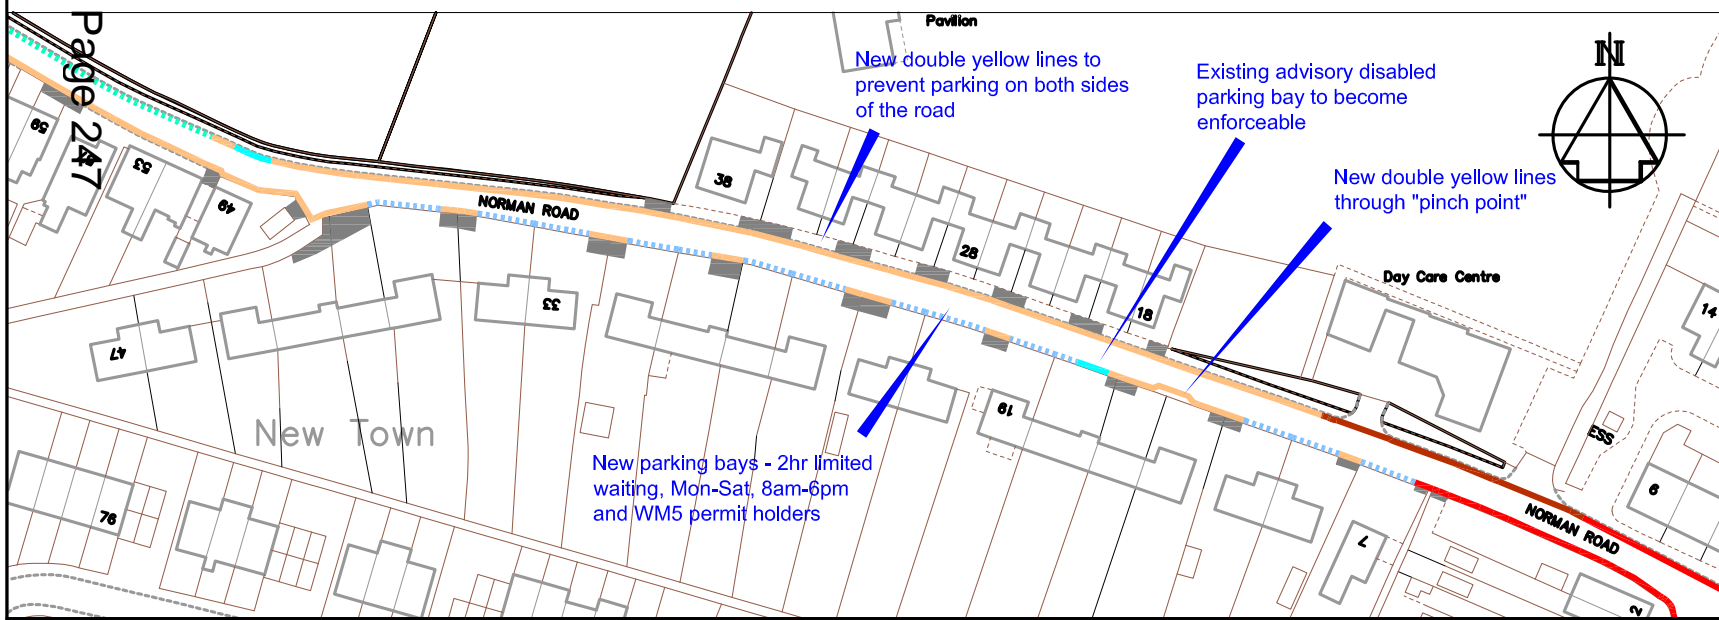 Page 247
Pavilion
New double yellow lines to
prevent parking on both sides
of the road
Existing advisory disabled
parking bay to become
enforceable
New double yellow lines
through "pinch point"
N
59
53
49
38
NORMAN ROAD
28
18
Day Care Centre
14
33
47
19
New Town
ESS
6
New parking bays - 2hr limited
waiting, Mon-Sat, 8am-6pm
and WM5 permit holders
76
NORMAN ROAD
7
2